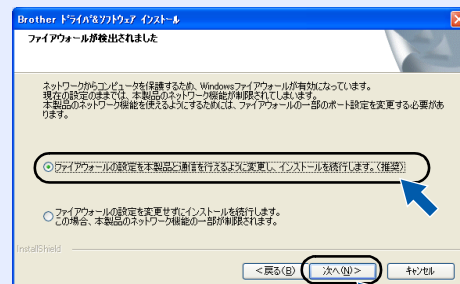 Brother ドライバ&ソフトウェア インストール
ファイアウォールが検出されました
ネットワークからコンピュータを保護するため、Windowsファイアウォールが有効になっています。
現在の設定のままでは、本製品のネットワーク機能が制限されてしまいます。
本製品のネットワーク機能を使えるようにするためには、ファイアウォールの一部のポート設定を変更する必要があ
ります。
ファイアウォールの設定を本製品と通信を行えるように変更し、インストールを続行します。(推奨)
ファイアウォールの設定を変更せずにインストールを続行します。
この場合、本製品のネットワーク機能の一部が制限されます。
InstallShield
<戻る(B)
次へ(N)>
キャンセル